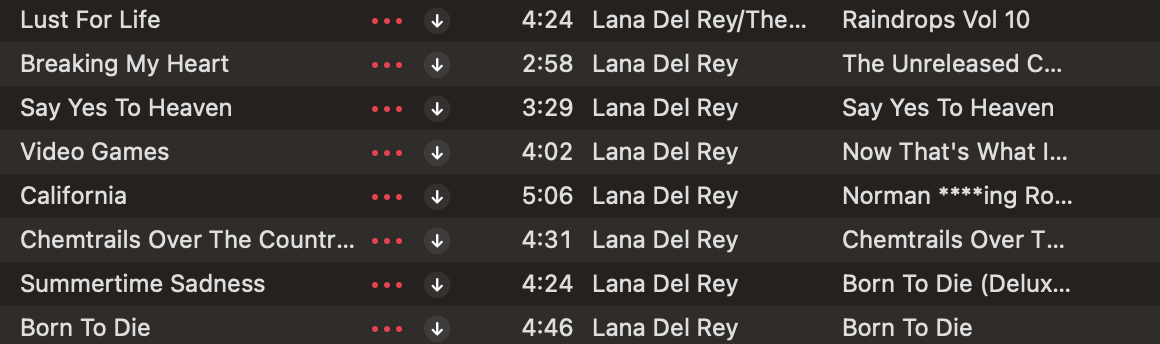 Lust For Life ••• 4:24 Lana Del Rey/The... Raindrops Vol 10
Breaking My Heart ••• 2:58 Lana Del Rey The Unreleased C...
Say Yes To Heaven ••• 3:29 Lana Del Rey Say Yes To Heaven
Video Games ••• 4:02 Lana Del Rey Now That's What I...
California ••• 5:06 Lana Del Rey Norman ****ing Ro...
Chemtrails Over The Countr... ••• 4:31 Lana Del Rey Chemtrails Over T...
Summertime Sadness ••• 4:24 Lana Del Rey Born To Die (Delux...
Born To Die ••• 4:46 Lana Del Rey Born To Die